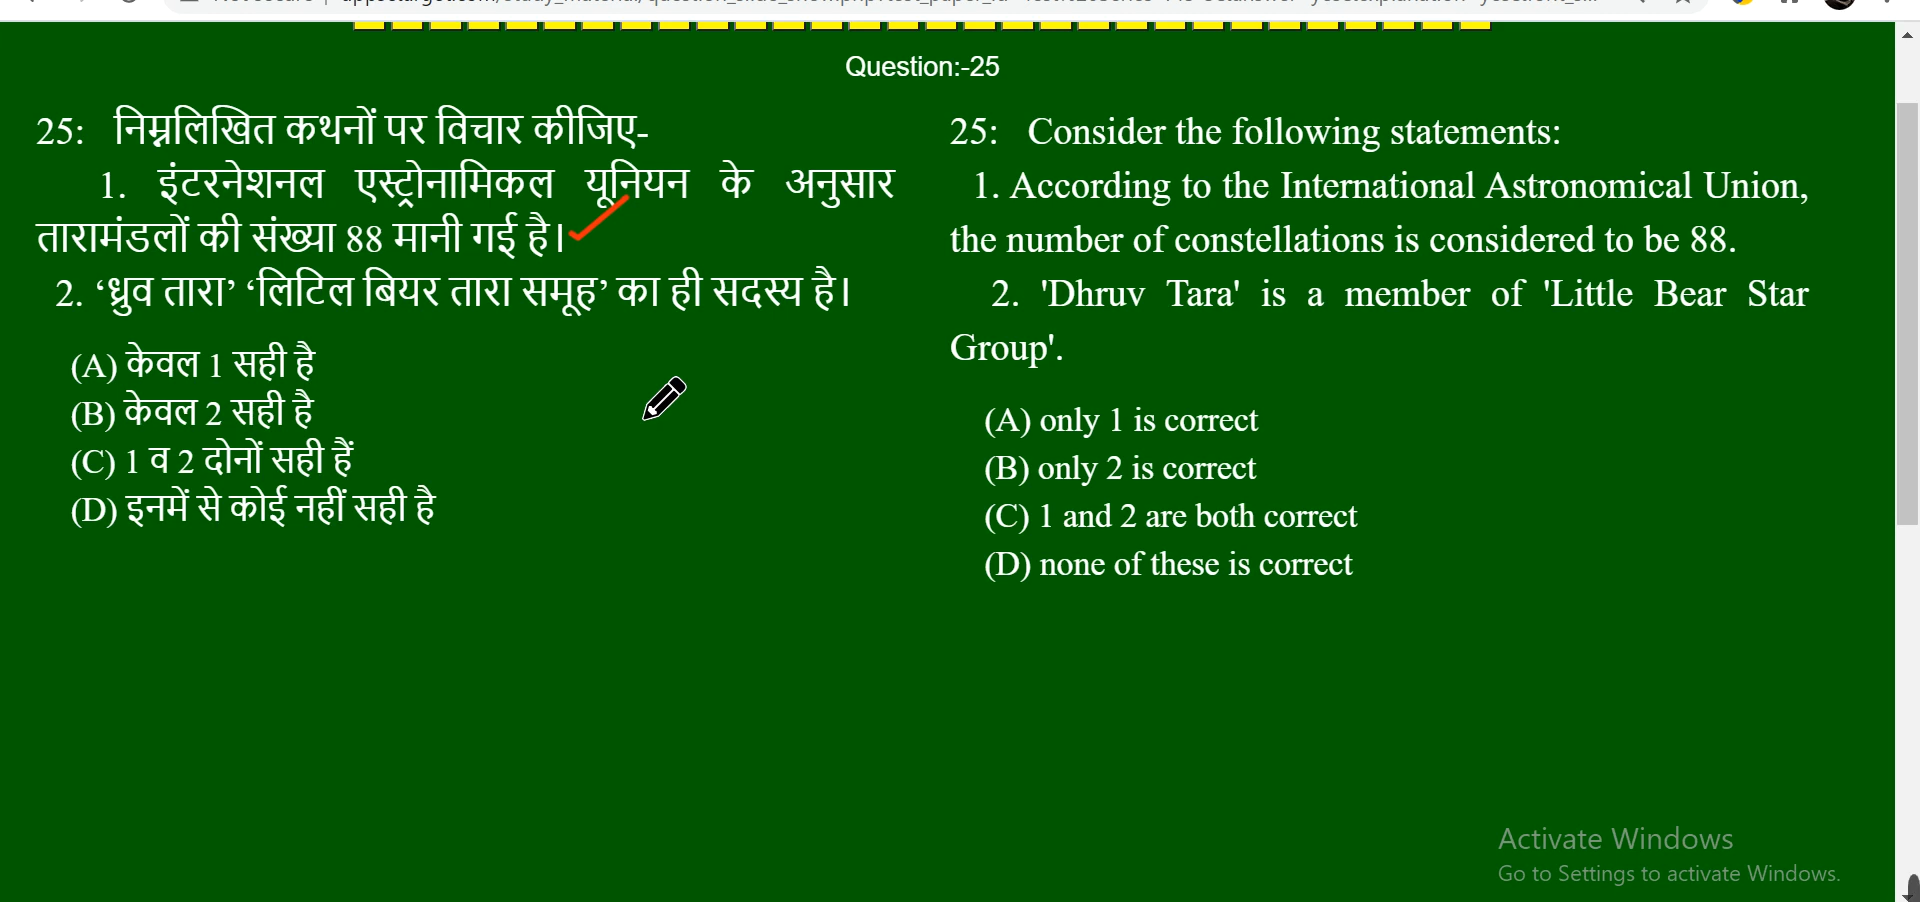 Question:-25
25: निम्नलिखित कथनों पर विचार कीजिए-
1. इंटरनेशनल एस्ट्रोनामिकल यूनियन के अनुसार
तारामंडलों की संख्या 88 मानी गई है।
2. ‘ध्रुव तारा’ ‘लिटिल बियर तारा समूह’ का ही सदस्य है।
(A) केवल 1 सही है
(B) केवल 2 सही है
(C) 1 व 2 दोनों सही हैं
(D) इनमें से कोई नहीं सही है
25: Consider the following statements:
1. According to the International Astronomical Union,
the number of constellations is considered to be 88.
2. 'Dhruv Tara' is a member of 'Little Bear Star
Group'.
(A) only 1 is correct
(B) only 2 is correct
(C) 1 and 2 are both correct
(D) none of these is correct
Activate Windows
Go to Settings to activate Windows.